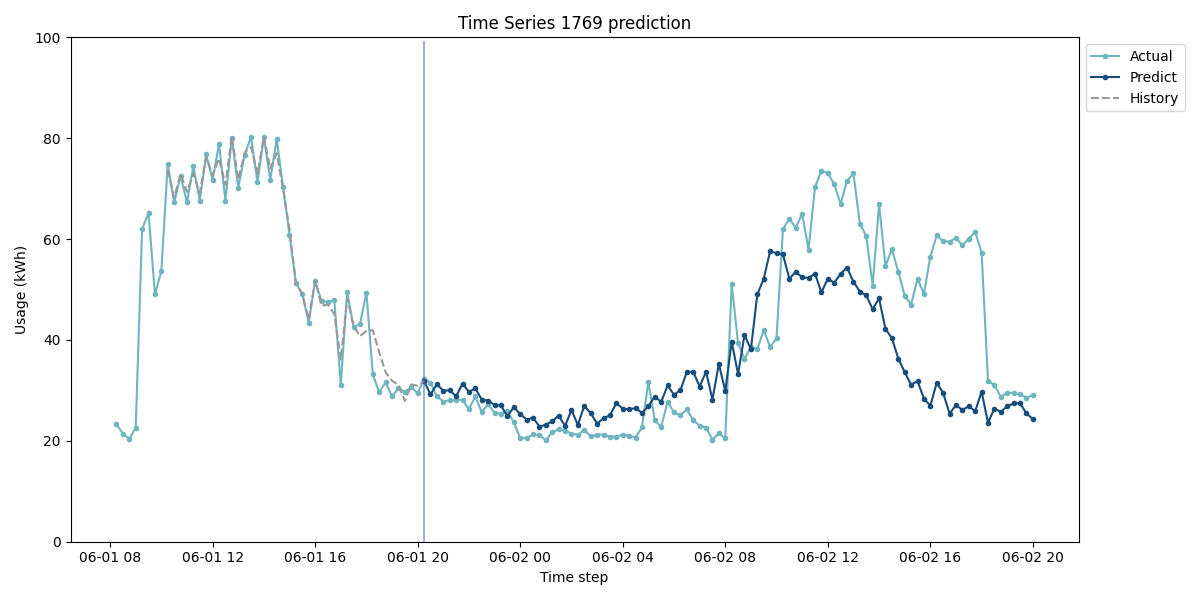 Time Series 1769 prediction
100
80
60
40
20
0
Usage (kWh)
06-01 08
06-01 12
06-01 16
06-01 20
06-02 00
06-02 04
06-02 08
06-02 12
06-02 16
06-02 20
Time step
Actual
Predict
History